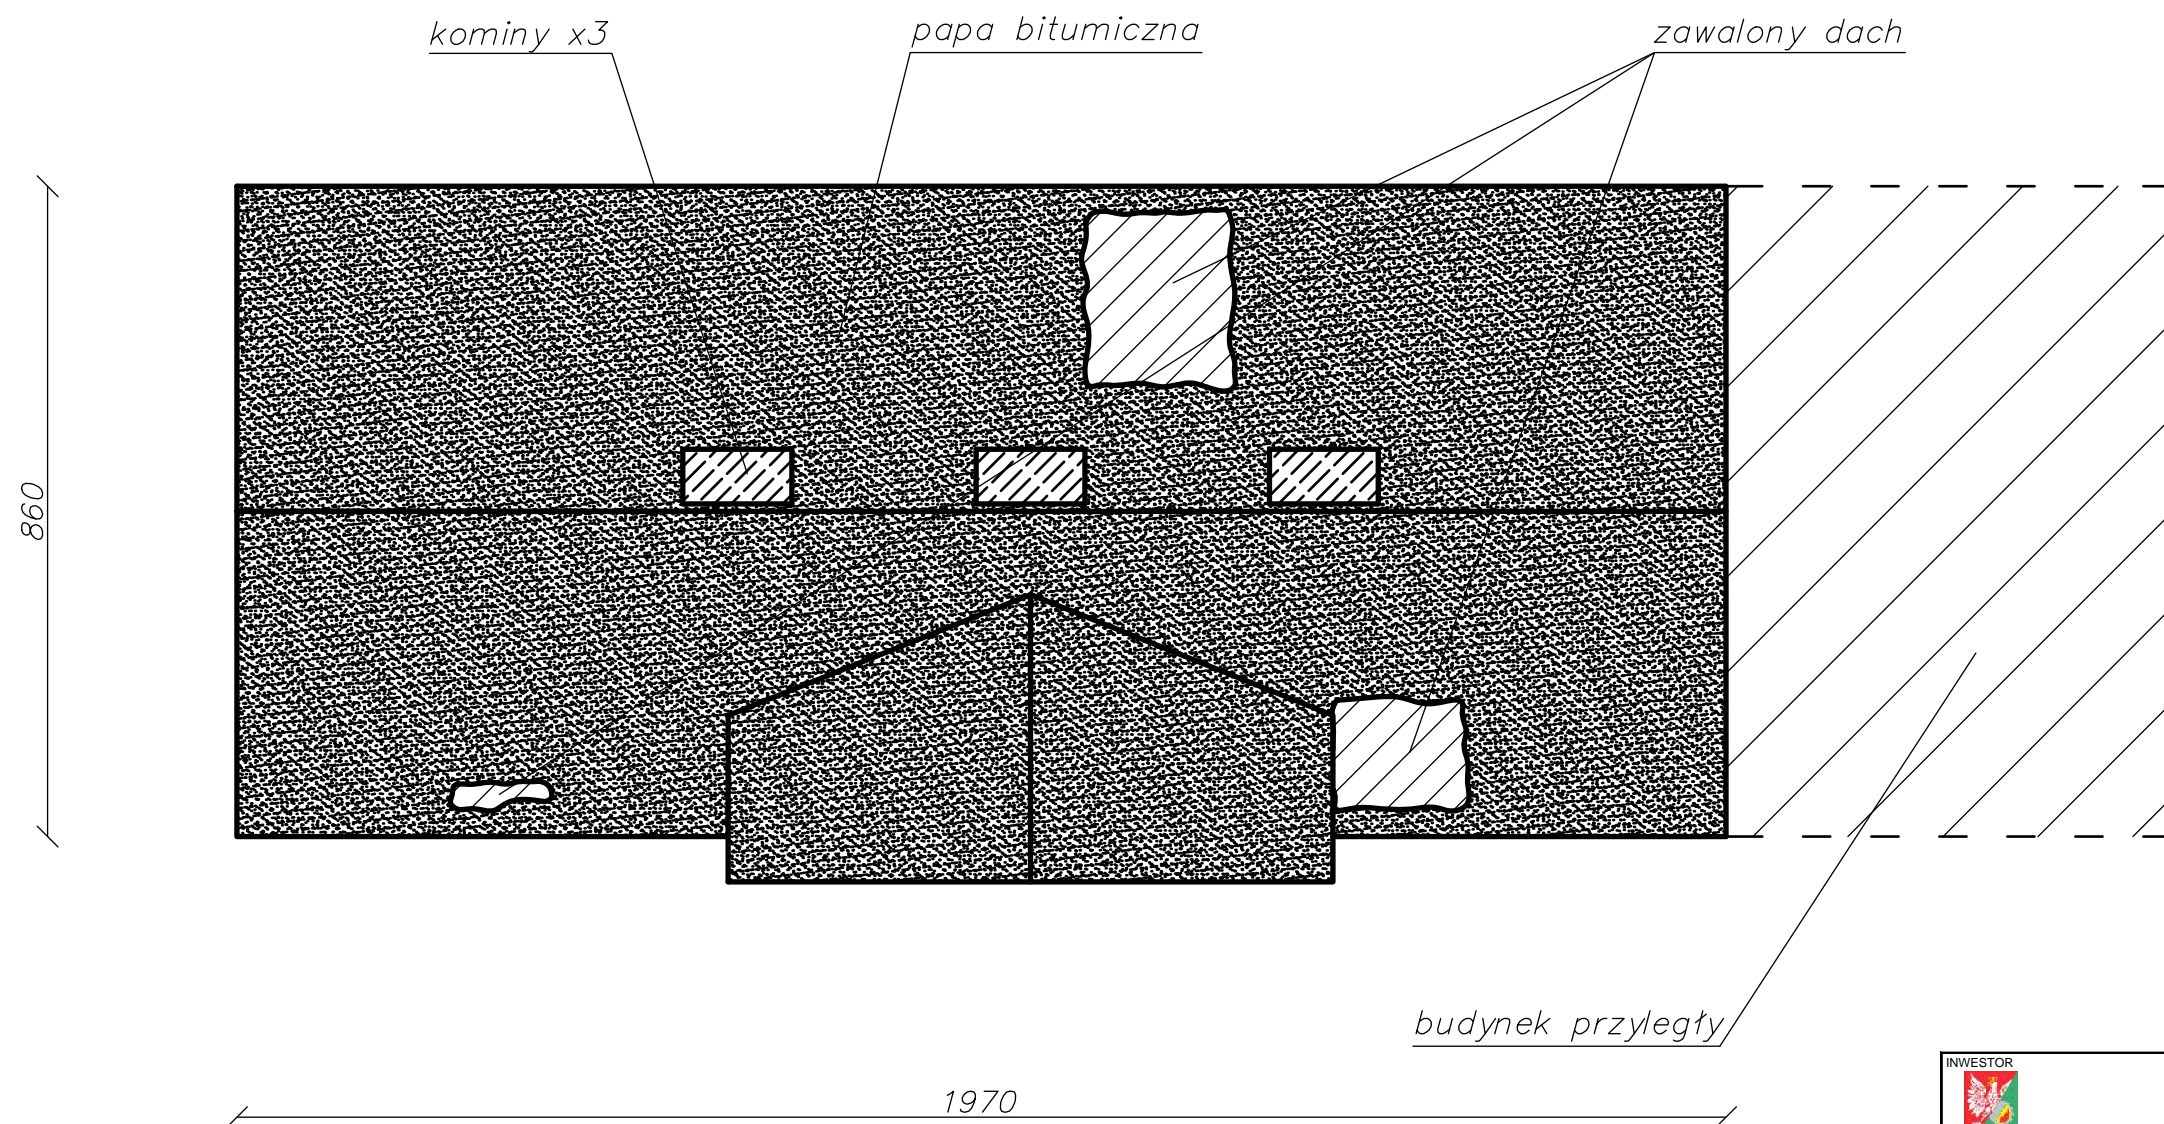 kominy x3
papa bitumiczna
zawalony dach
860
budynek przyległy
INWESTOR
1970